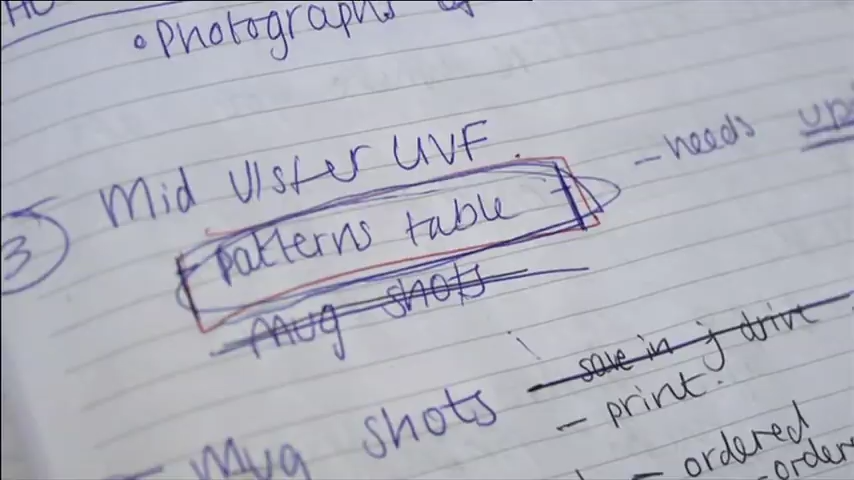 • Photographs
3 Mid Ulster UVF. - needs
patterns table
mug shots
- save in j drive
- Mug shots - print.
- ordered